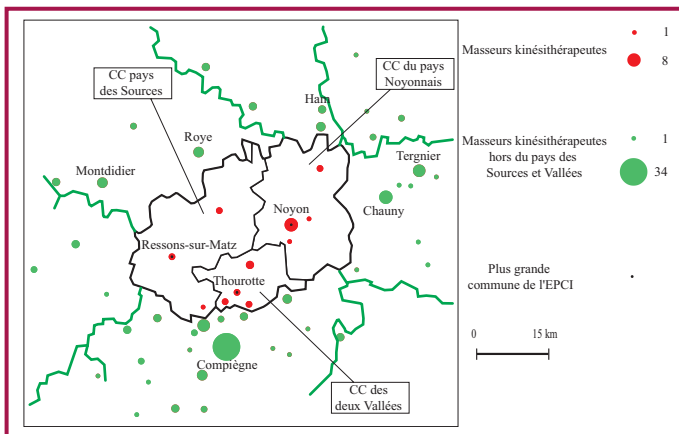 CC pays
des Sources
CC du pays
Noyonnais
Ham
Roye
Montdidier
Tergnier
Chauny
Noyon
Ressons-sur-Matz
Thourotte
Compiègne
CC des
deux Vallées
Masseurs kinésithérapeutes
1
8
Masseurs kinésithérapeutes
hors du pays des
Sources et Vallées
1
34
Plus grande
commune de l'EPCI
0
15 km